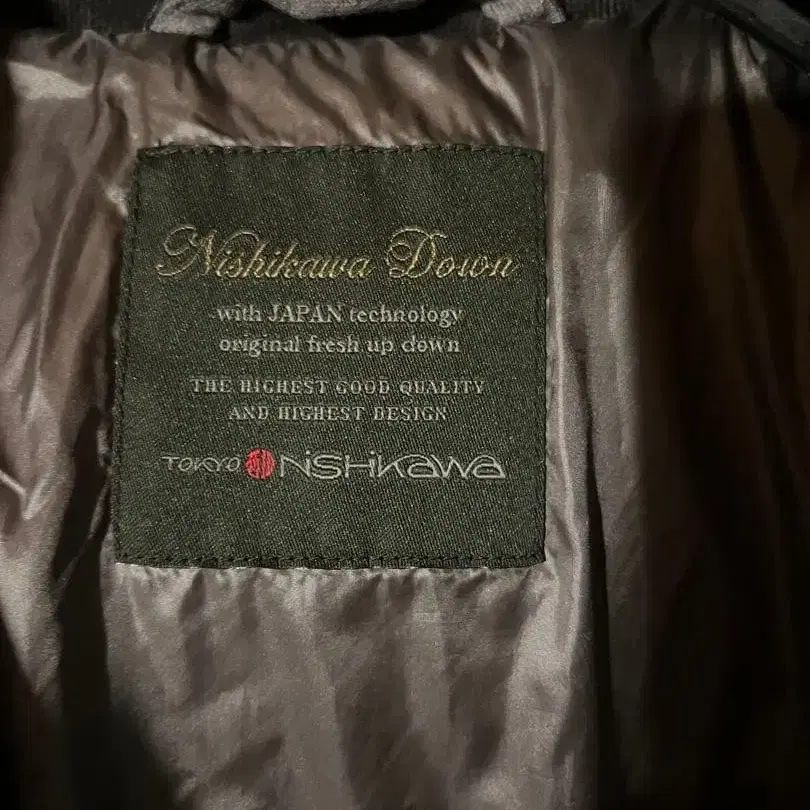 Nishikawa Down
with JAPAN technology
original fresh up down
THE HIGHEST GOOD QUALITY
AND HIGHEST DESIGN
TOKYO NiSHiKaWa